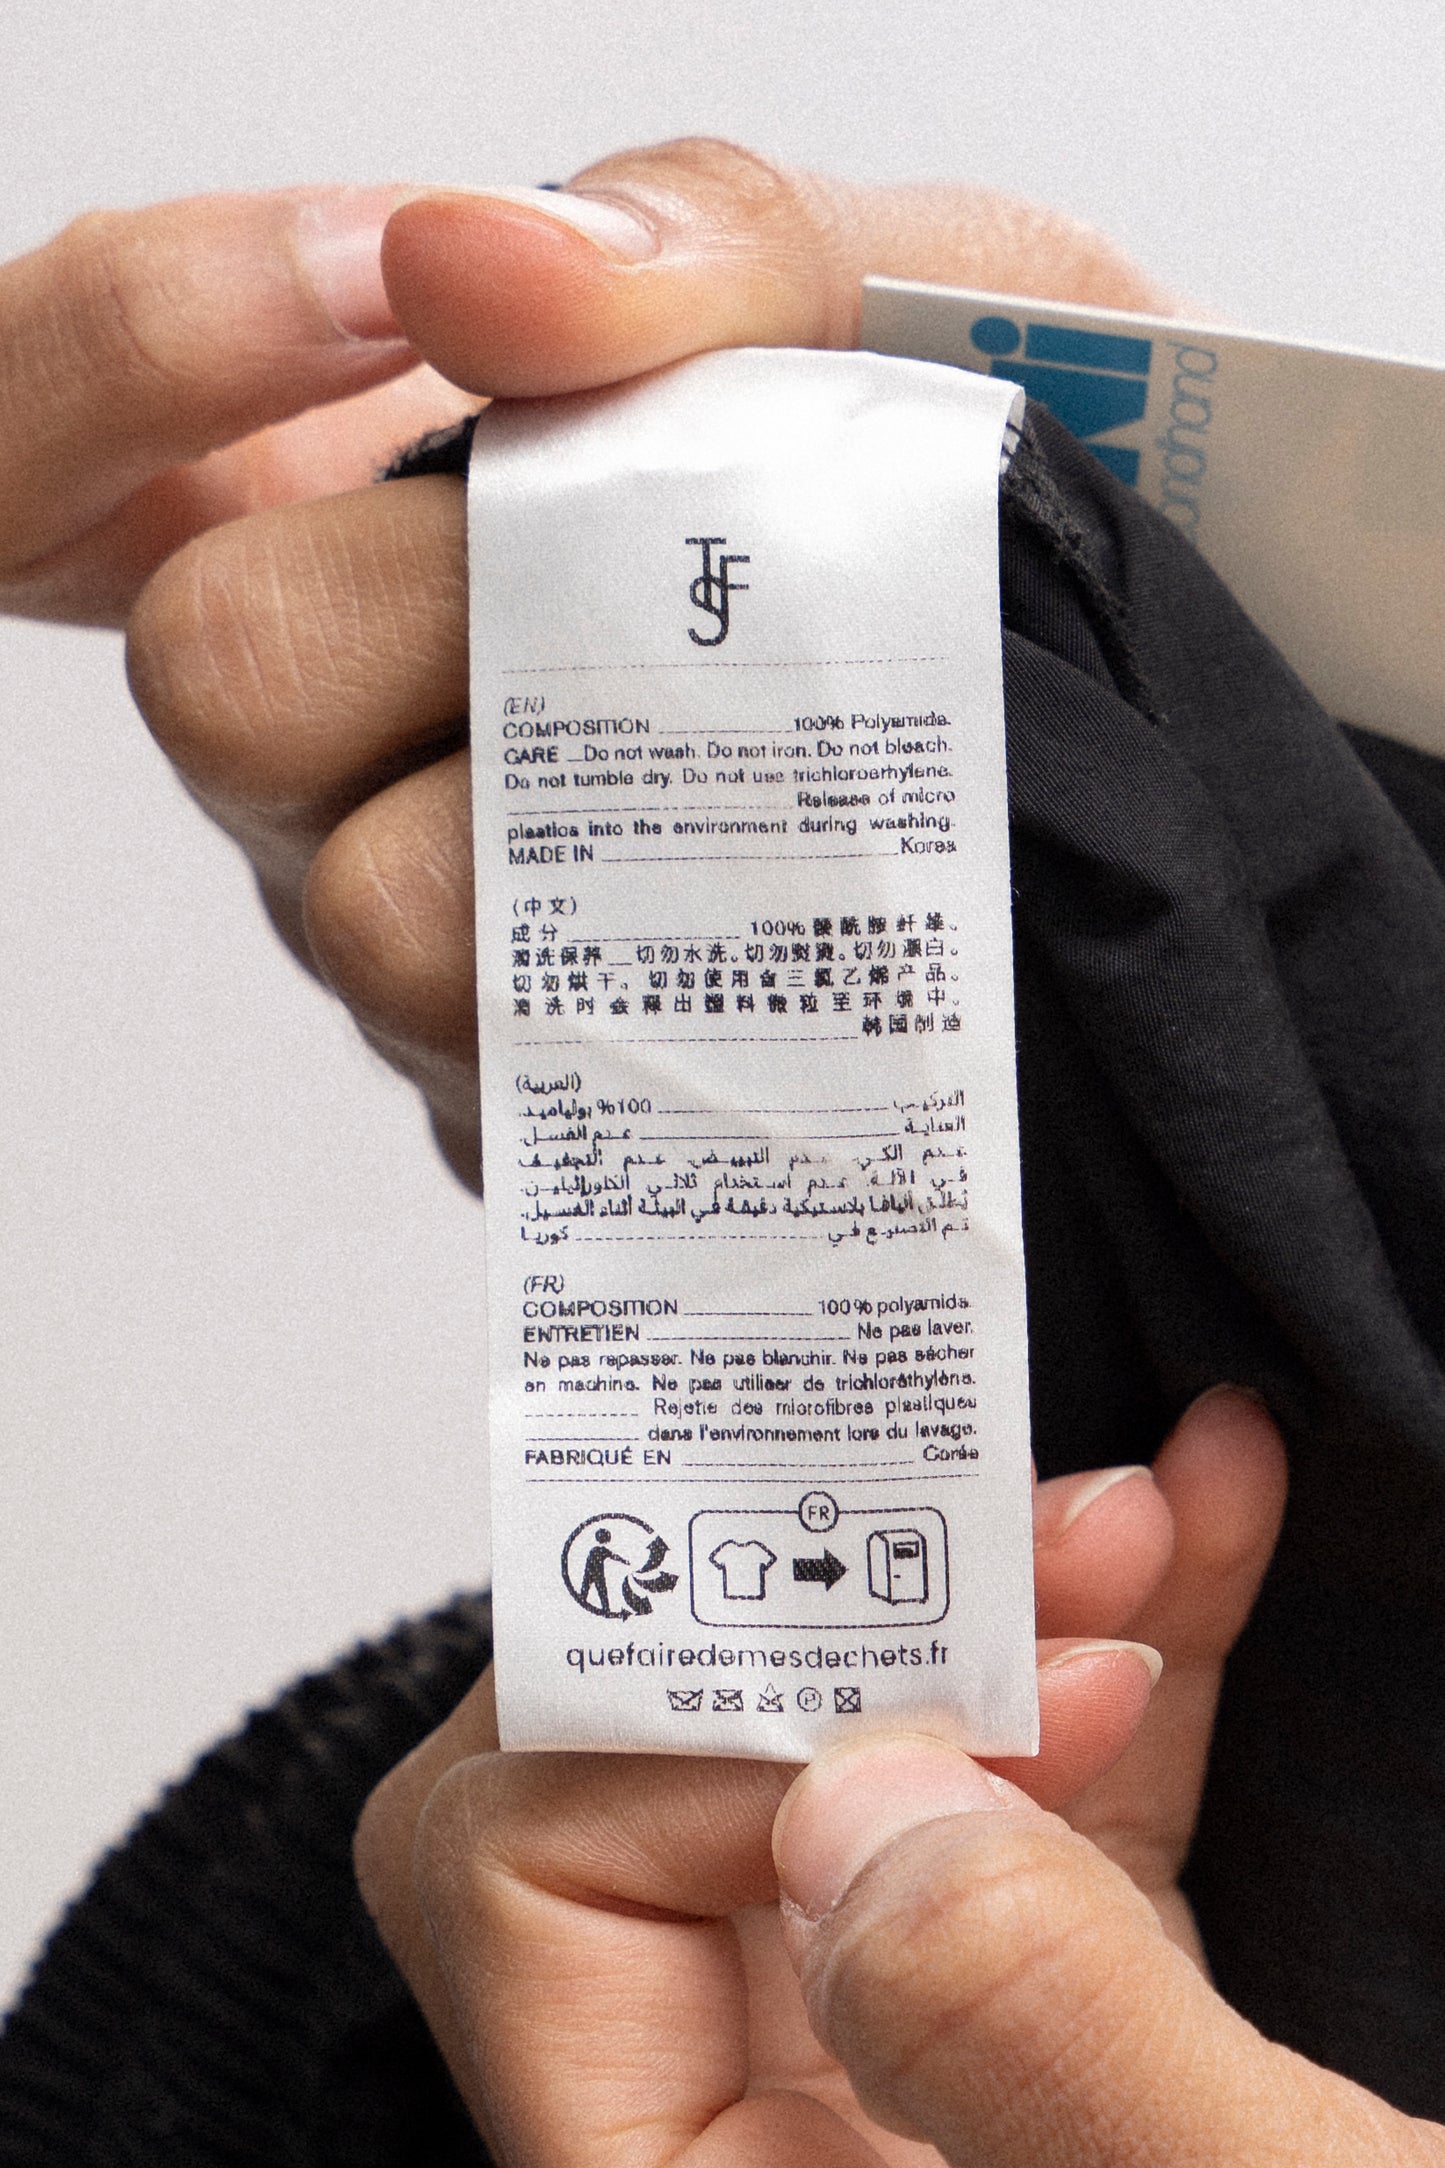 TSJF
(EN)
COMPOSITION 100% Polyamide.
CARE Do not wash. Do not iron. Do not bleach.
Do not tumble dry. Do not use trichloroerhylene.
Release of micro
plastics into the environment during washing.
MADE IN Korea
(中文)
成分 100% 聚酰胺纤维。
清洗保养 切勿水洗。切勿熨烫。切勿漂白。
切勿烘干。切勿使用含三氯乙烯产品。
清洗时会释出塑料微粒至环境中。
韩国制造
(العربية)
التركيب 100% بولياميد.
العناية عدم الغسل.
عدم الكي. عدم التبييض. عدم التجفيف
في الآلة. عدم استخدام ثلاثي الكلورإثيلين.
تُطلق أليافا بلاستيكية دقيقة في البيئة أثناء الغسيل.
تم التصنيع في كوريا
(FR)
COMPOSITION 100% polyamide.
ENTRETIEN Ne pas laver.
Ne pas repasser. Ne pas blanchir. Ne pas sécher
en machine. Ne pas utiliser de trichloréthylène.
Rejette des microfibres plastiques
dans l'environnement lors du lavage.
FABRIQUÉ EN Corée
FR
quefairedemesdechets.fr
P